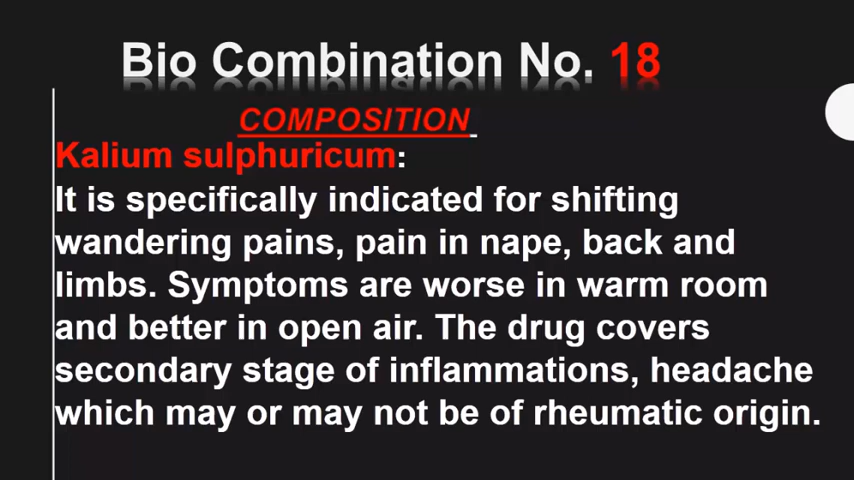 Bio Combination No. 18
COMPOSITION
Kalium sulphuricum:
It is specifically indicated for shifting
wandering pains, pain in nape, back and
limbs. Symptoms are worse in warm room
and better in open air. The drug covers
secondary stage of inflammations, headache
which may or may not be of rheumatic origin.